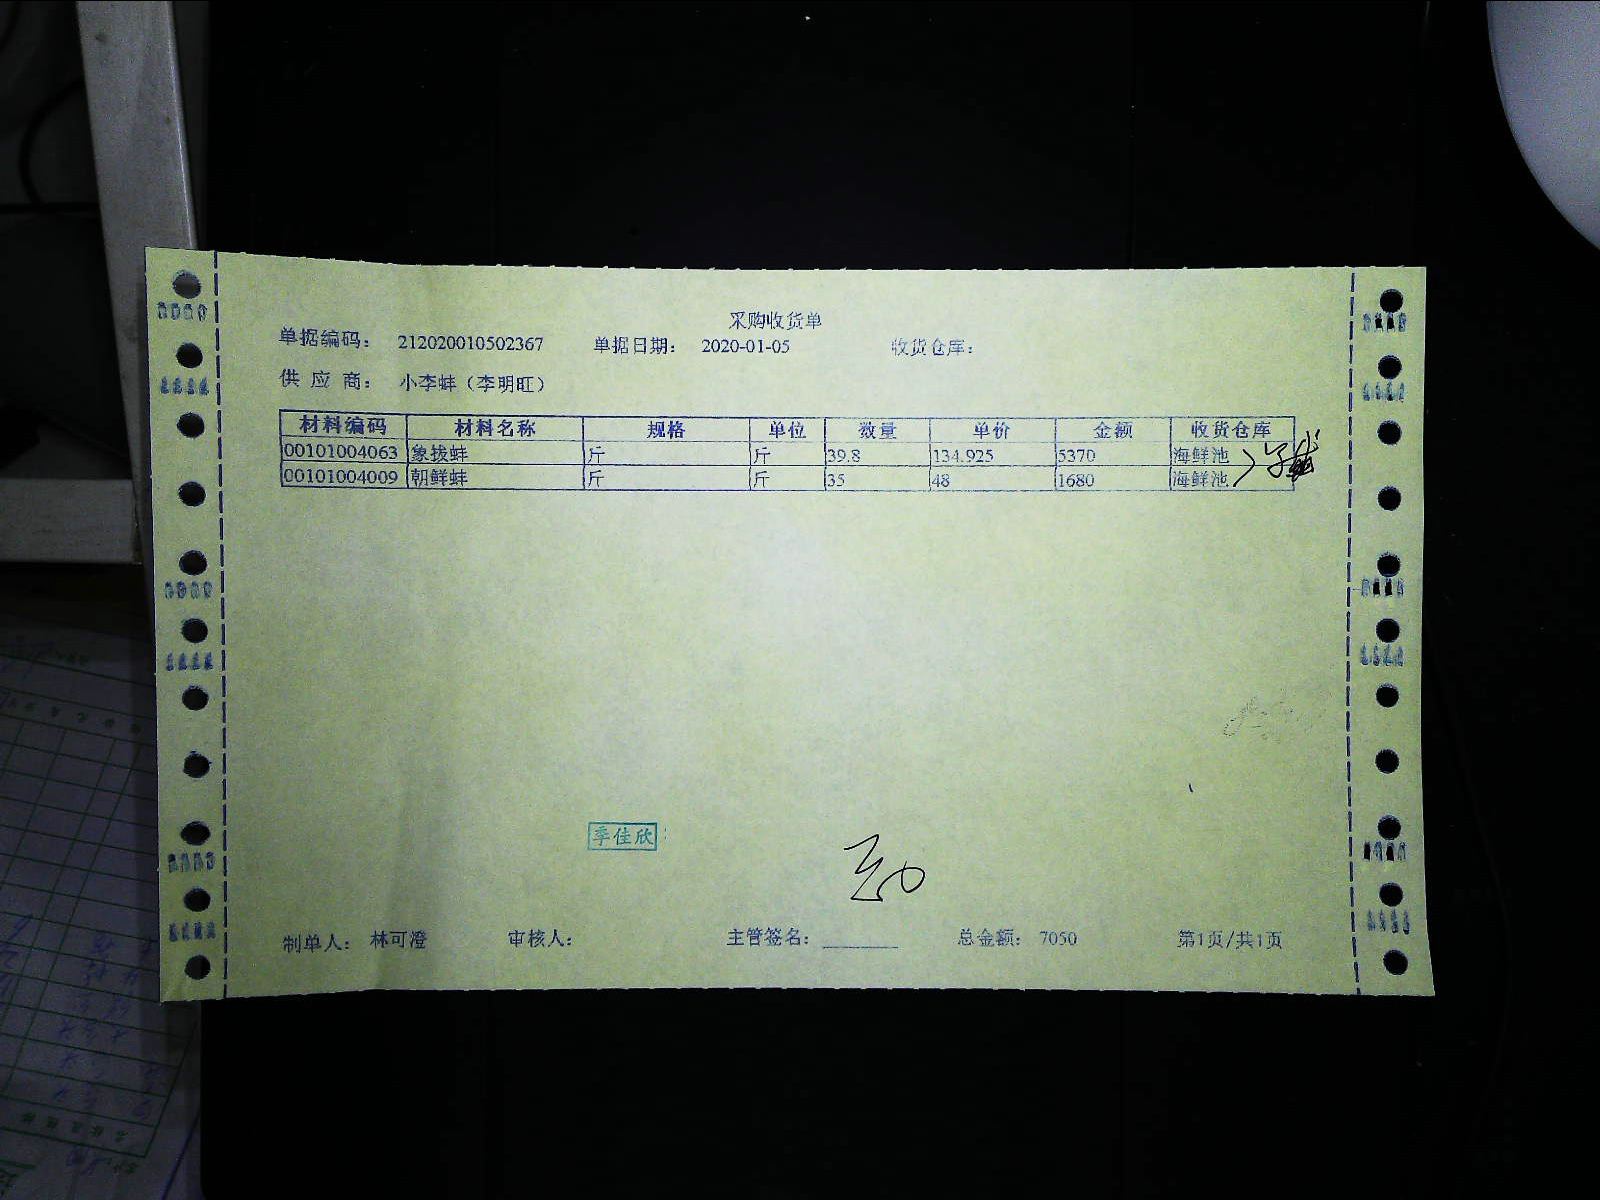 采购收货单
单据编码： 212020010502367 单据日期： 2020-01-05 收货仓库：
供 应 商： 小李蚌（李明旺）
材料编码 材料名称 规格 单位 数量 单价 金额 收货仓库
00101004063 象拔蚌 斤 斤 39.8 134.925 5370 海鲜池
00101004009 朝鲜蚌 斤 斤 35 48 1680 海鲜池
季佳欣
制单人： 林可澄 审核人： 主管签名：________ 总金额： 7050 第1页/共1页